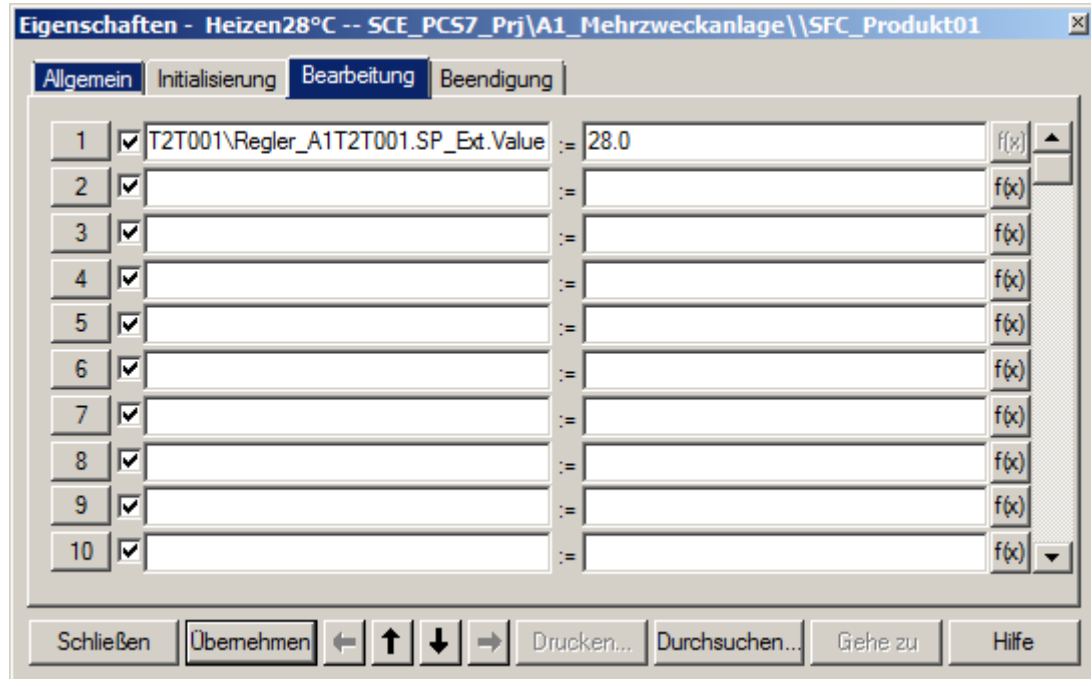 Eigenschaften - Heizen28°C -- SCE_PCS7_Prj\A1_Mehrzweckanlage\\SFC_Produkt01
Allgemein Initialisierung Bearbeitung Beendigung
1 T2T001\Regler_A1T2T001.SP_Ext.Value := 28.0 f(x)
2 := f(x)
3 := f(x)
4 := f(x)
5 := f(x)
6 := f(x)
7 := f(x)
8 := f(x)
9 := f(x)
10 := f(x)
Schließen Übernehmen Drucken... Durchsuchen... Gehe zu Hilfe